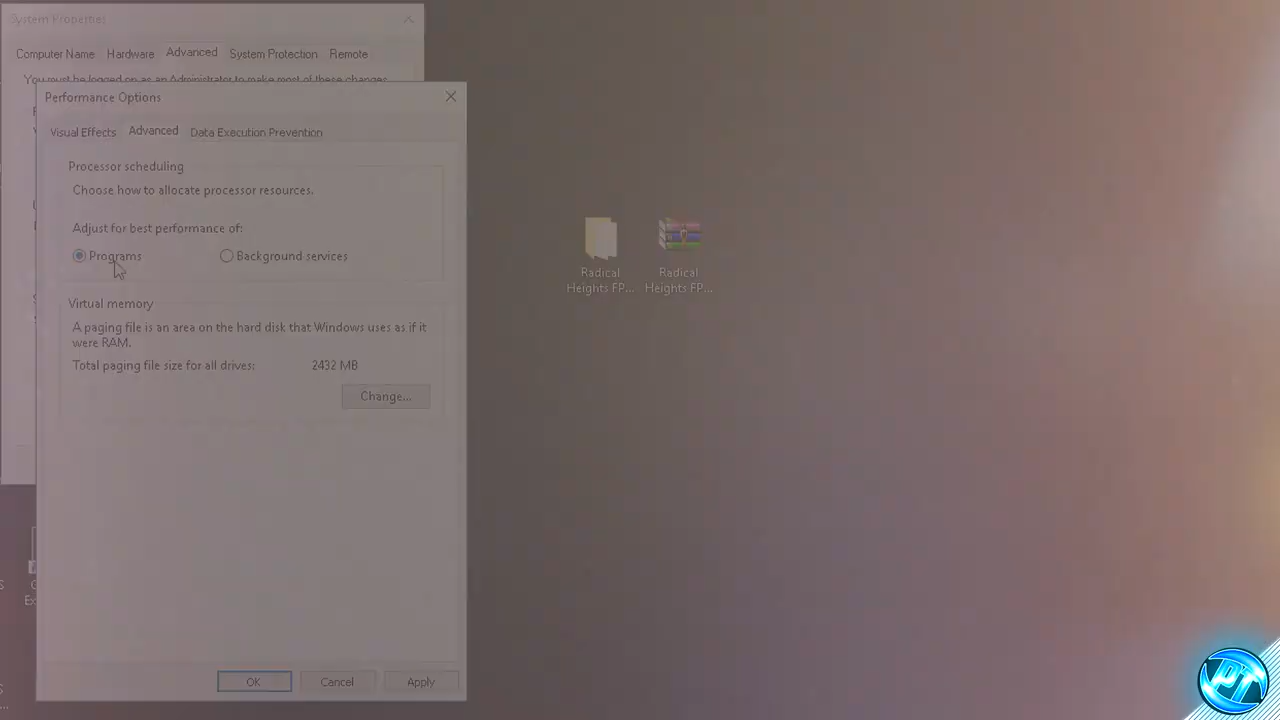 System Properties
Computer Name Hardware Advanced System Protection Remote
You must be logged on as an Administrator to make most of these changes.
Performance Options
Visual Effects Advanced Data Execution Prevention
Processor scheduling
Choose how to allocate processor resources.
Adjust for best performance of:
Programs Background services
Virtual memory
A paging file is an area on the hard disk that Windows uses as if it
were RAM.
Total paging file size for all drives: 2432 MB
Change...
OK Cancel Apply
Radical
Heights FP...
Radical
Heights FP...
PT